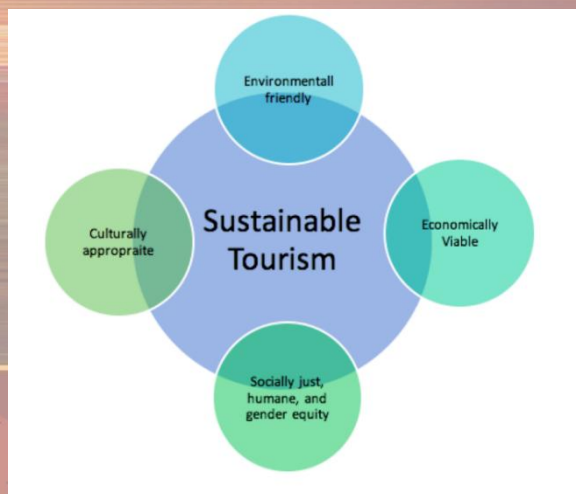 Environmentall
friendly
Culturally
appropraite
Sustainable
Tourism
Economically
Viable
Socially just,
humane, and
gender equity